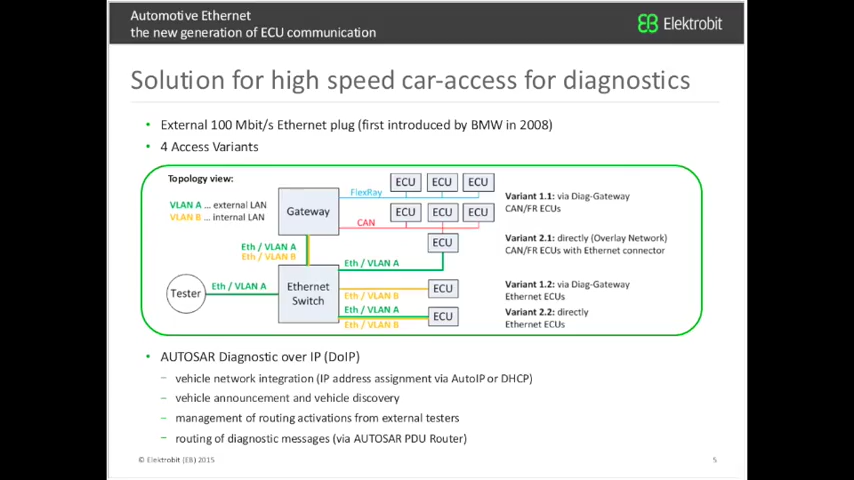 Automotive Ethernet
the new generation of ECU communication
Elektrobit
Solution for high speed car-access for diagnostics
• External 100 Mbit/s Ethernet plug (first introduced by BMW in 2008)
• 4 Access Variants
Topology view:
VLAN A ... external LAN
VLAN B ... internal LAN
Gateway
FlexRay
ECU ECU ECU
CAN
ECU ECU ECU
ECU
Variant 1.1: via Diag-Gateway
CAN/FR ECUs
Variant 2.1: directly (Overlay Network)
CAN/FR ECUs with Ethernet connector
Eth / VLAN A
Eth / VLAN B
Eth / VLAN A
Tester
Eth / VLAN A
Ethernet
Switch
Eth / VLAN B
ECU
Variant 1.2: via Diag-Gateway
Ethernet ECUs
Eth / VLAN A
Eth / VLAN B
ECU
Variant 2.2: directly
Ethernet ECUs
• AUTOSAR Diagnostic over IP (DoIP)
– vehicle network integration (IP address assignment via AutoIP or DHCP)
– vehicle announcement and vehicle discovery
– management of routing activations from external testers
– routing of diagnostic messages (via AUTOSAR PDU Router)
© Elektrobit (EB) 2015
5